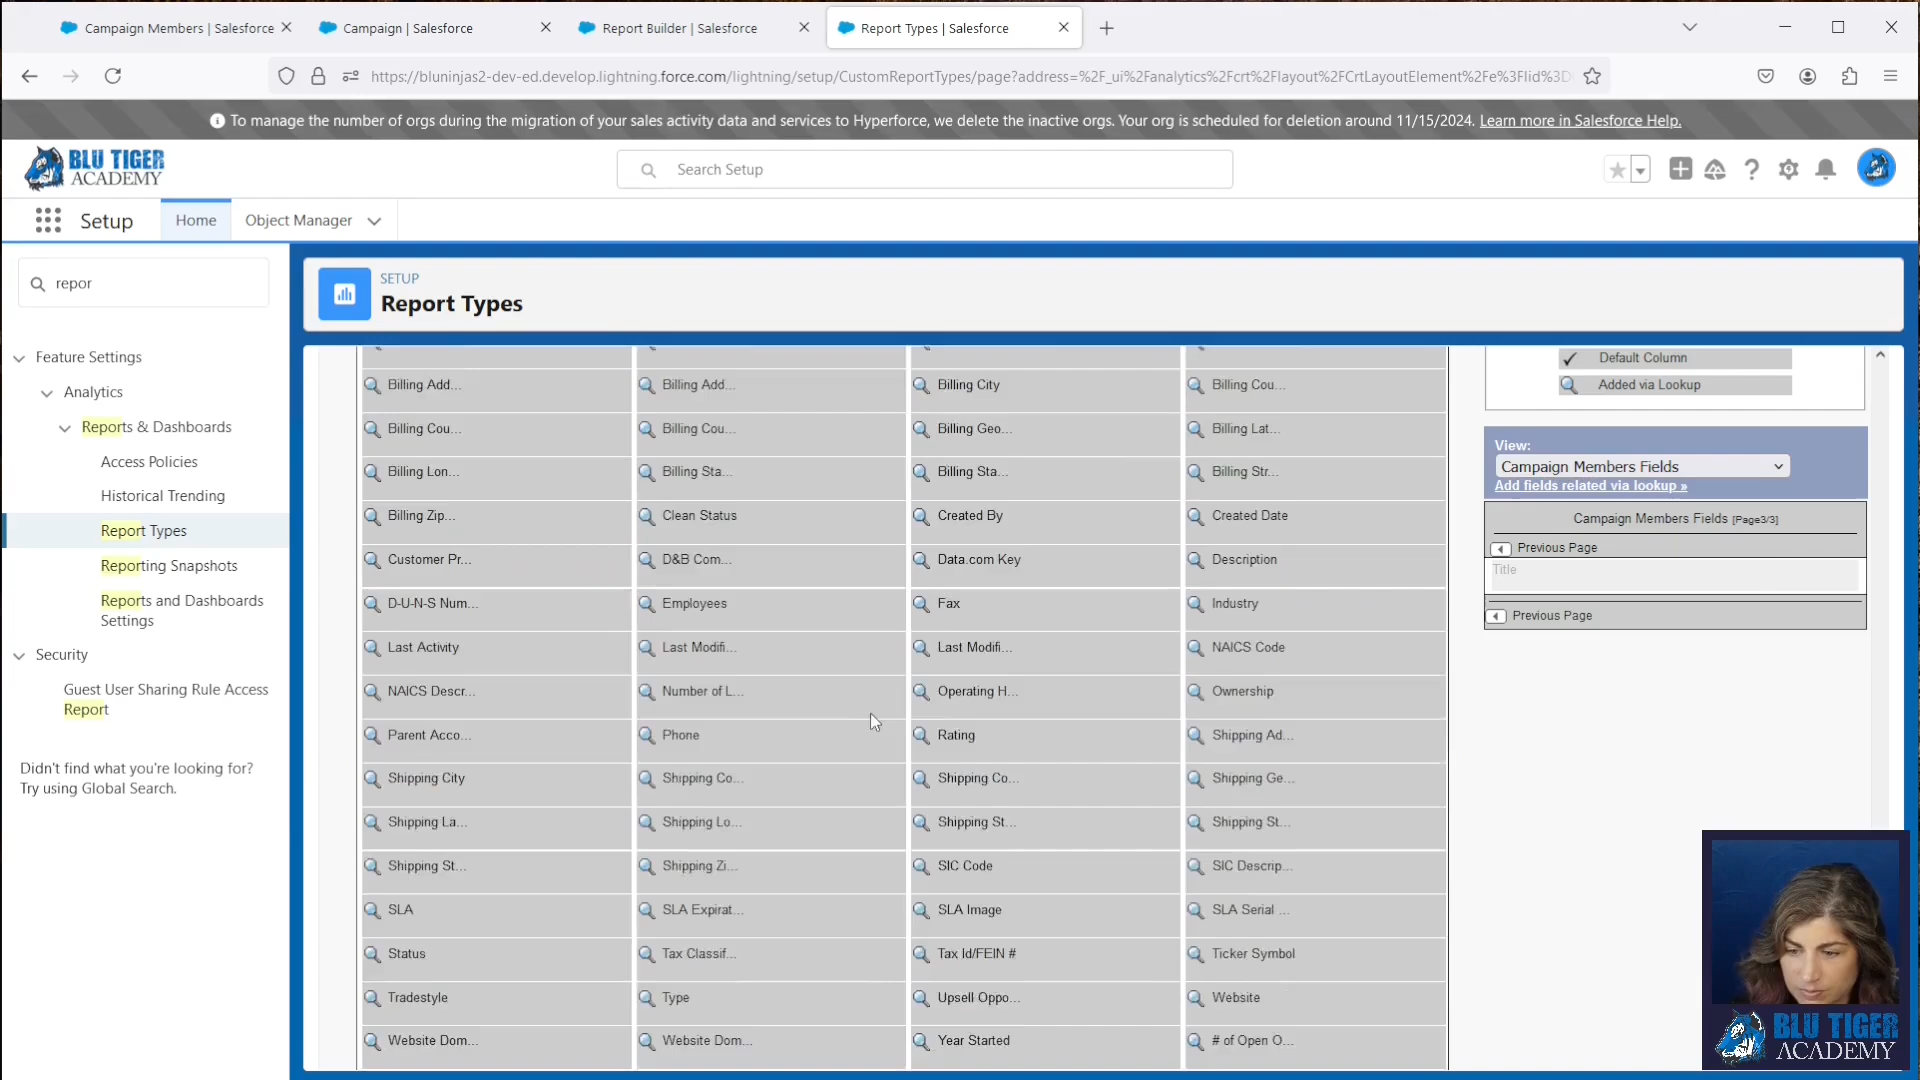 Campaign Members | Salesforce
Campaign | Salesforce
Report Builder | Salesforce
Report Types | Salesforce
https://bluninjas2-dev-ed.develop.lightning.force.com/lightning/setup/CustomReportTypes/page?address=%2F_ui%2Fanalytics%2Fcrt%2Flayout%2FCrtLayoutElement%2Fe%3Flid%3D
To manage the number of orgs during the migration of your sales activity data and services to Hyperforce, we delete the inactive orgs. Your org is scheduled for deletion around 11/15/2024. Learn more in Salesforce Help.
BLU TIGER
ACADEMY
Search Setup
Setup
Home
Object Manager
repor
Feature Settings
Analytics
Reports & Dashboards
Access Policies
Historical Trending
Report Types
Reporting Snapshots
Reports and Dashboards
Settings
Security
Guest User Sharing Rule Access
Report
Didn't find what you're looking for?
Try using Global Search.
SETUP
Report Types
Billing Add... Billing Add... Billing City Billing Cou...
Billing Cou... Billing Cou... Billing Geo... Billing Lat...
Billing Lon... Billing Sta... Billing Sta... Billing Str...
Billing Zip... Clean Status Created By Created Date
Customer Pr... D&B Com... Data.com Key Description
D-U-N-S Num... Employees Fax Industry
Last Activity Last Modifi... Last Modifi... NAICS Code
NAICS Descr... Number of L... Operating H... Ownership
Parent Acco... Phone Rating Shipping Ad...
Shipping City Shipping Co... Shipping Co... Shipping Ge...
Shipping La... Shipping Lo... Shipping St... Shipping St...
Shipping St... Shipping Zi... SIC Code SIC Descrip...
SLA SLA Expirat... SLA Image SLA Serial ...
Status Tax Classif... Tax Id/FEIN # Ticker Symbol
Tradestyle Type Upsell Oppo... Website
Website Dom... Website Dom... Year Started # of Open O...
Default Column
Added via Lookup
View:
Campaign Members Fields
Add fields related via lookup »
Campaign Members Fields [Page3/3]
Previous Page
Title
Previous Page
BLU TIGER
ACADEMY